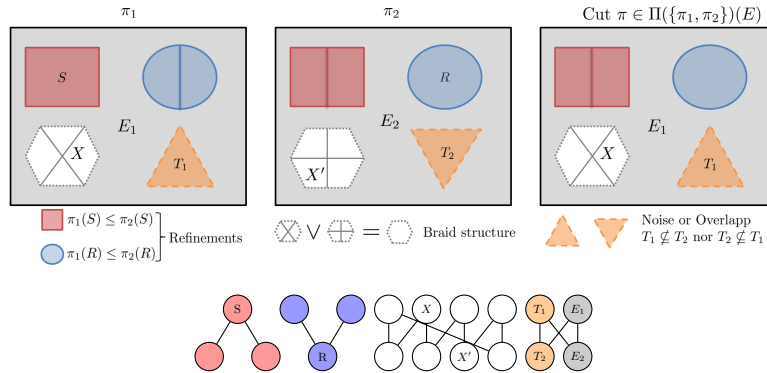 π₁
π₂
Cut π ∈ Π({π₁, π₂})(E)
S
E₁
X
T₁
R
E₂
X′
T₂
E₁
X
T₁
π₁(S) ≤ π₂(S)
π₁(R) ≤ π₂(R)
Refinements
∨ = Braid structure
Noise or Overlapp
T₁ ⊈ T₂ nor T₂ ⊈ T₁
S X T₁ E₁
R X′ T₂ E₂